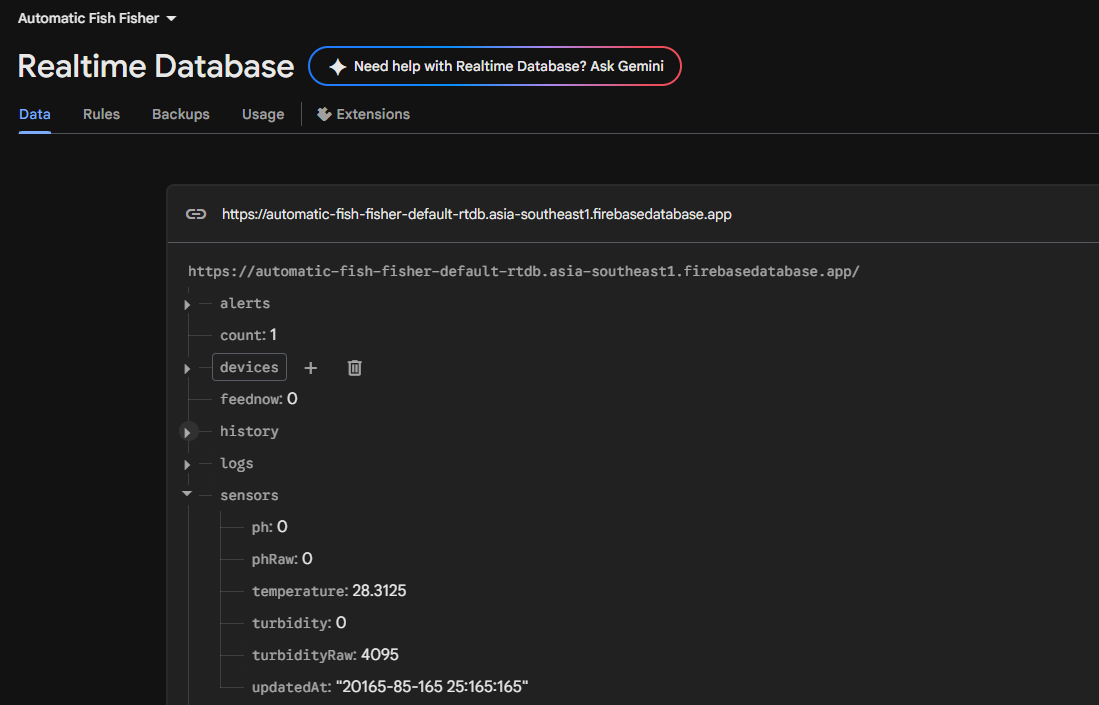 Automatic Fish Fisher
Realtime Database
Need help with Realtime Database? Ask Gemini
Data Rules Backups Usage Extensions
https://automatic-fish-fisher-default-rtdb.asia-southeast1.firebasedatabase.app
https://automatic-fish-fisher-default-rtdb.asia-southeast1.firebasedatabase.app/
alerts
count: 1
devices
feednow: 0
history
logs
sensors
ph: 0
phRaw: 0
temperature: 28.3125
turbidity: 0
turbidityRaw: 4095
updatedAt: "20165-85-165 25:165:165"